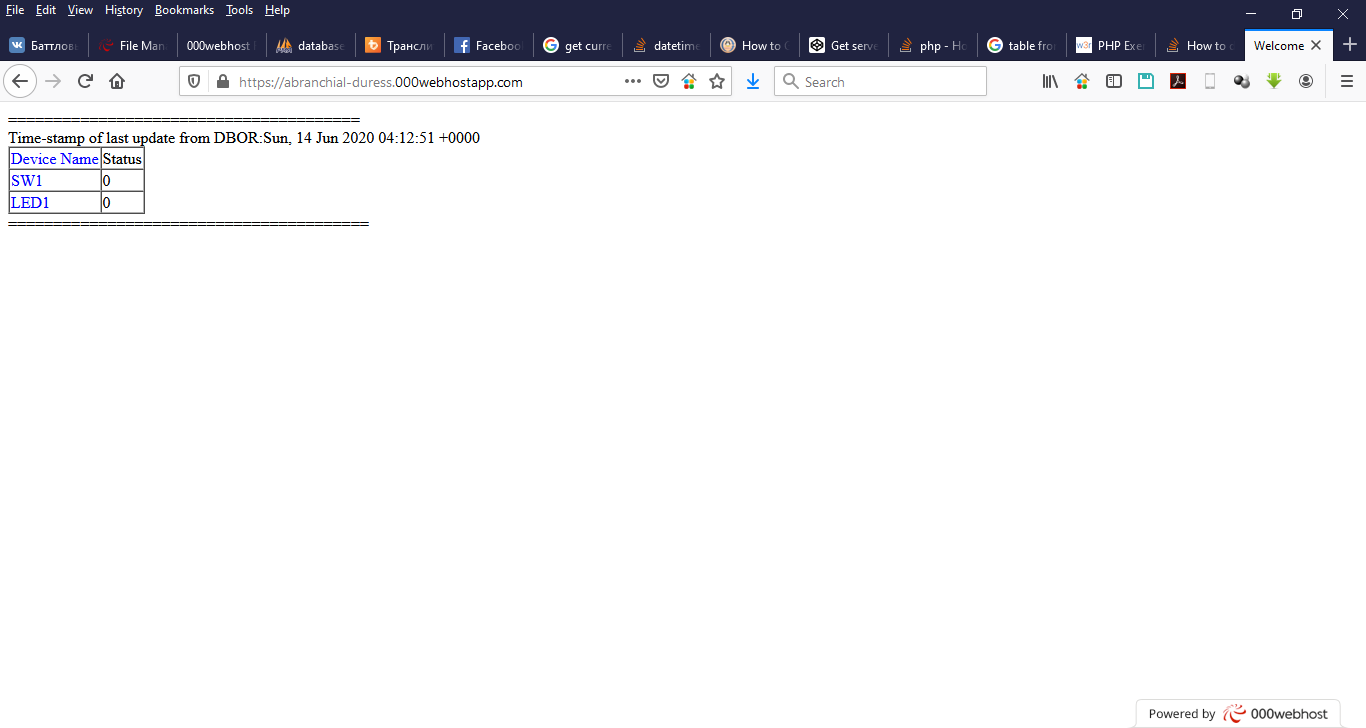 File Edit View History Bookmarks Tools Help
Баттлов File Man 000webhost database Трансли Facebook get curre datetime How to Get serve php - Ho table fro PHP Exe How to c Welcome
https://abranchial-duress.000webhostapp.com Search
=======================================
Time-stamp of last update from DBOR:Sun, 14 Jun 2020 04:12:51 +0000
Device Name Status
SW1 0
LED1 0
========================================
Powered by 000webhost